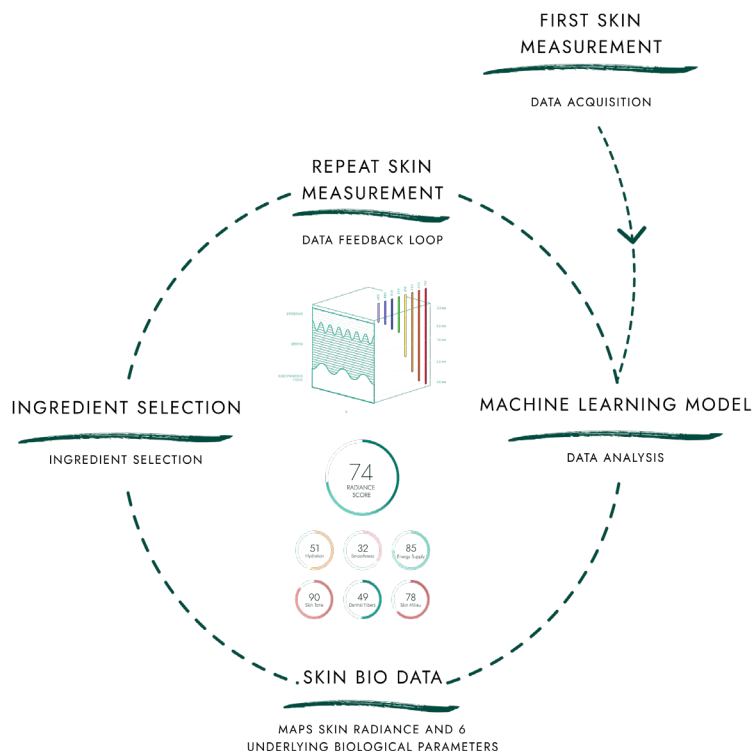 FIRST SKIN
MEASUREMENT
DATA ACQUISITION
REPEAT SKIN
MEASUREMENT
DATA FEEDBACK LOOP
INGREDIENT SELECTION
INGREDIENT SELECTION
MACHINE LEARNING MODEL
DATA ANALYSIS
74
RADIANCE
SCORE
51
Hydration
32
Smoothness
85
Energy Supply
90
Skin Tone
49
Dermal Fibers
78
Skin Milieu
SKIN BIO DATA
MAPS SKIN RADIANCE AND 6
UNDERLYING BIOLOGICAL PARAMETERS